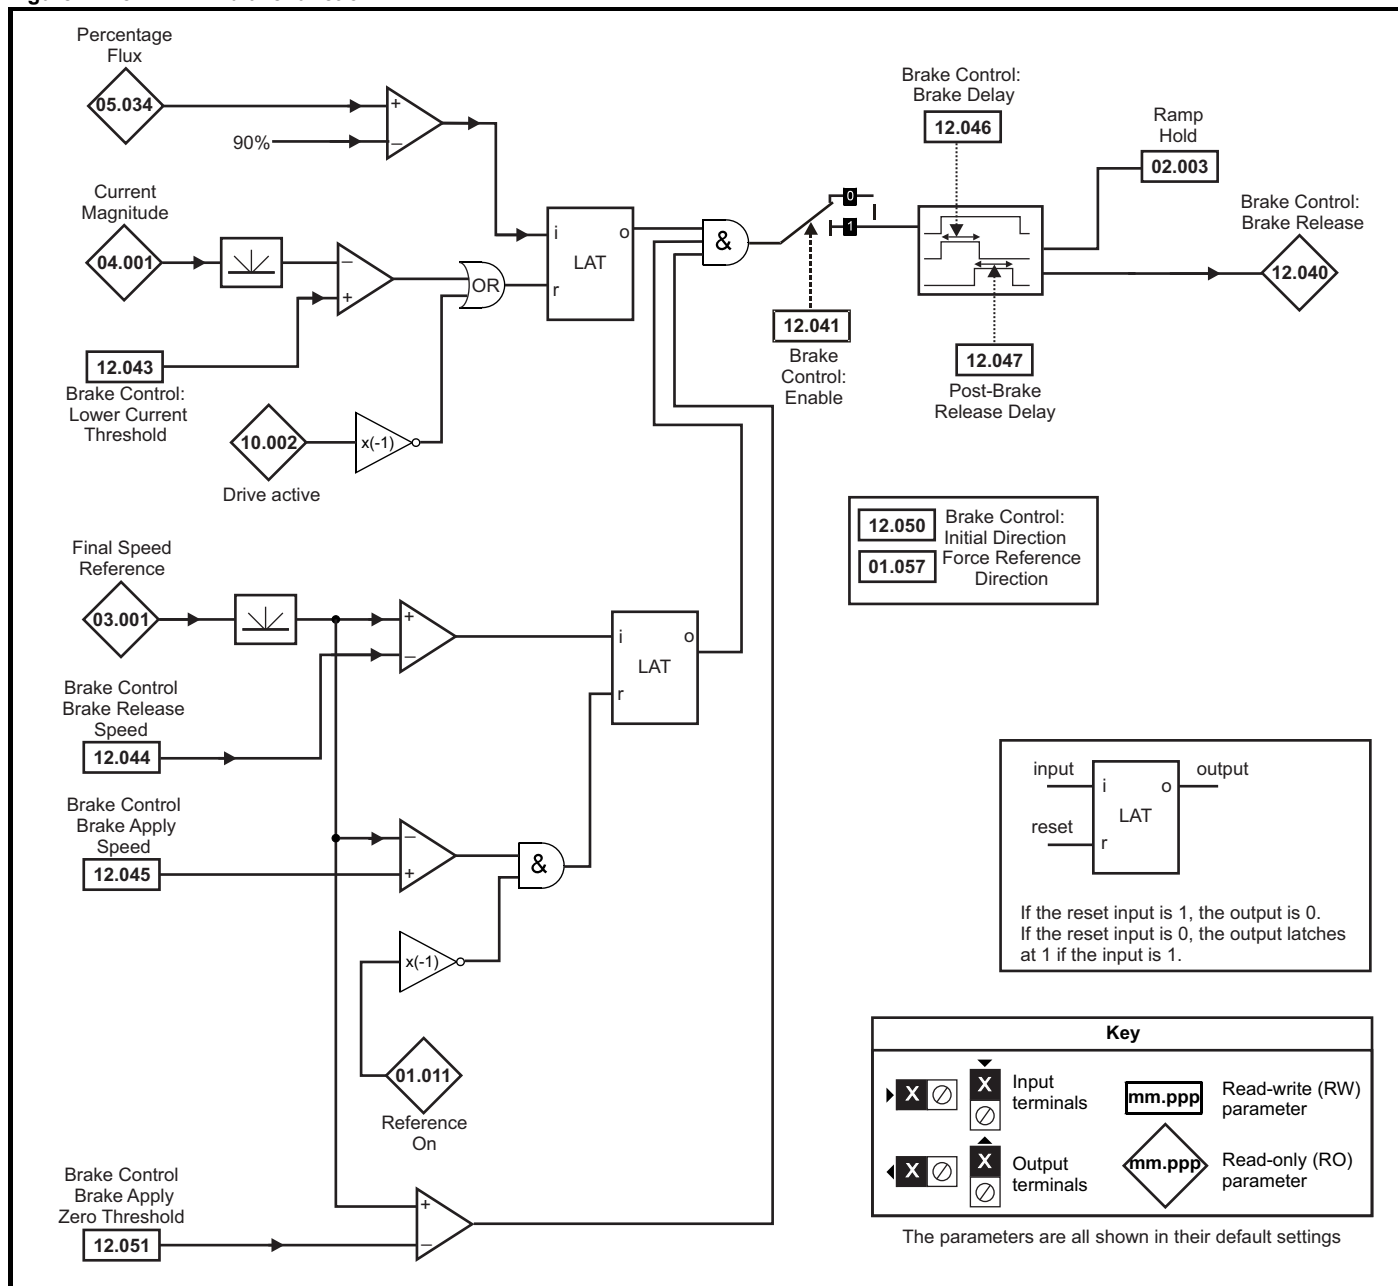 Percentage
Flux
05.034
+
90%
–
Current
Magnitude
04.001
–
+
OR
i
o
LAT
r
12.043
Brake Control:
Lower Current
Threshold
10.002
x(-1)
Drive active
&
0
1
12.041
Brake
Control:
Enable
Brake Control:
Brake Delay
12.046
12.047
Post-Brake
Release Delay
Ramp
Hold
02.003
Brake Control:
Brake Release
12.040
12.050
Brake Control:
Initial Direction
01.057
Force Reference
Direction
Final Speed
Reference
03.001
+
–
i
o
LAT
r
Brake Control
Brake Release
Speed
12.044
Brake Control
Brake Apply
Speed
12.045
–
+
&
x(-1)
01.011
Reference
On
Brake Control
Brake Apply
Zero Threshold
12.051
+
–
input
output
i
o
LAT
reset
r
If the reset input is 1, the output is 0.
If the reset input is 0, the output latches
at 1 if the input is 1.
Key
X
X
Input
terminals
mm.ppp
Read-write (RW)
parameter
X
X
Output
terminals
mm.ppp
Read-only (RO)
parameter
The parameters are all shown in their default settings